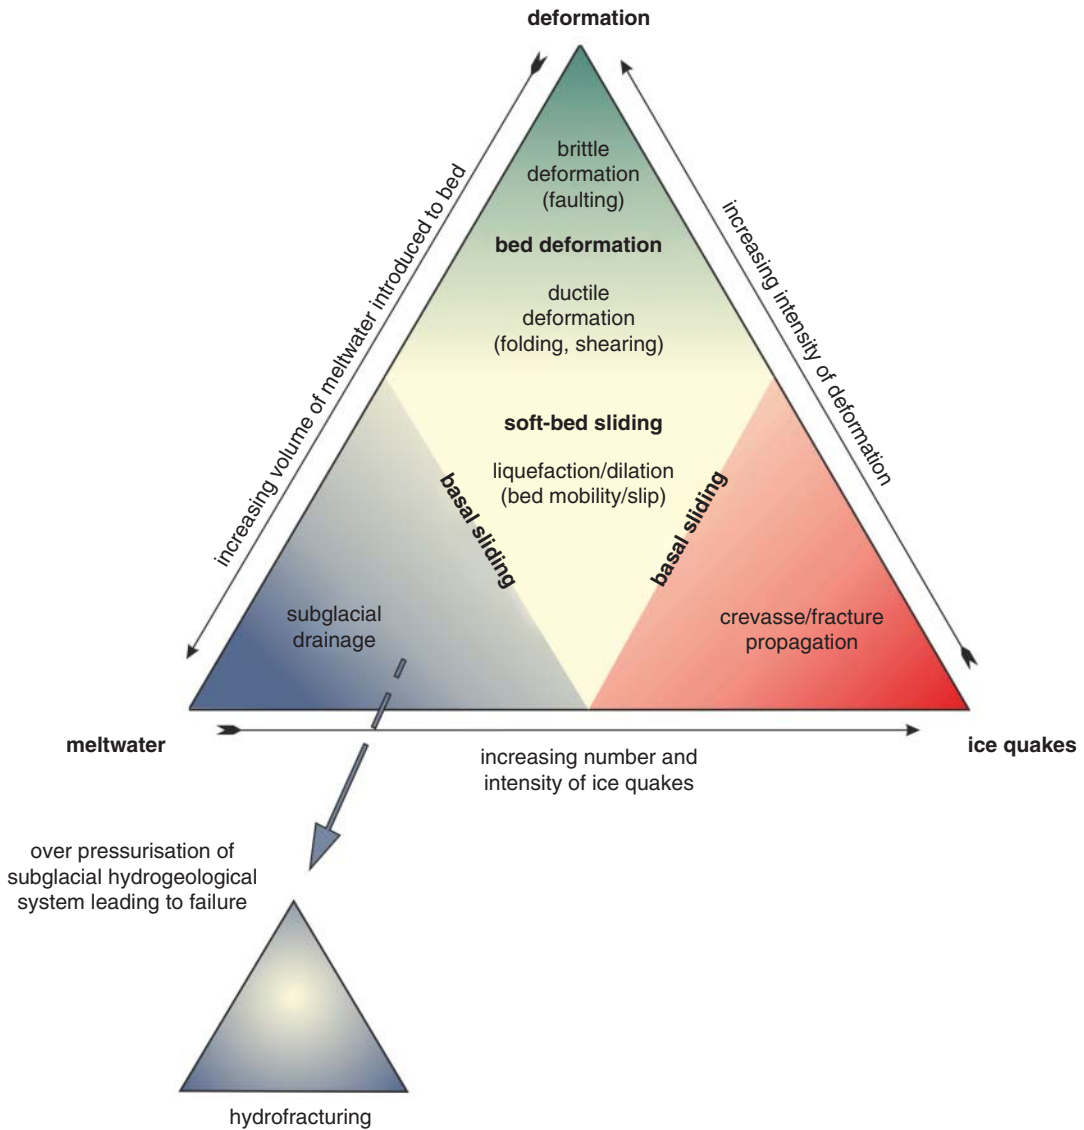 deformation
brittle
deformation
(faulting)
bed deformation
ductile
deformation
(folding, shearing)
soft-bed sliding
liquefaction/dilation
(bed mobility/slip)
increasing volume of meltwater introduced to bed
increasing intensity of deformation
basal sliding
basal sliding
subglacial
drainage
crevasse/fracture
propagation
meltwater
ice quakes
increasing number and
intensity of ice quakes
over pressurisation of
subglacial hydrogeological
system leading to failure
hydrofracturing